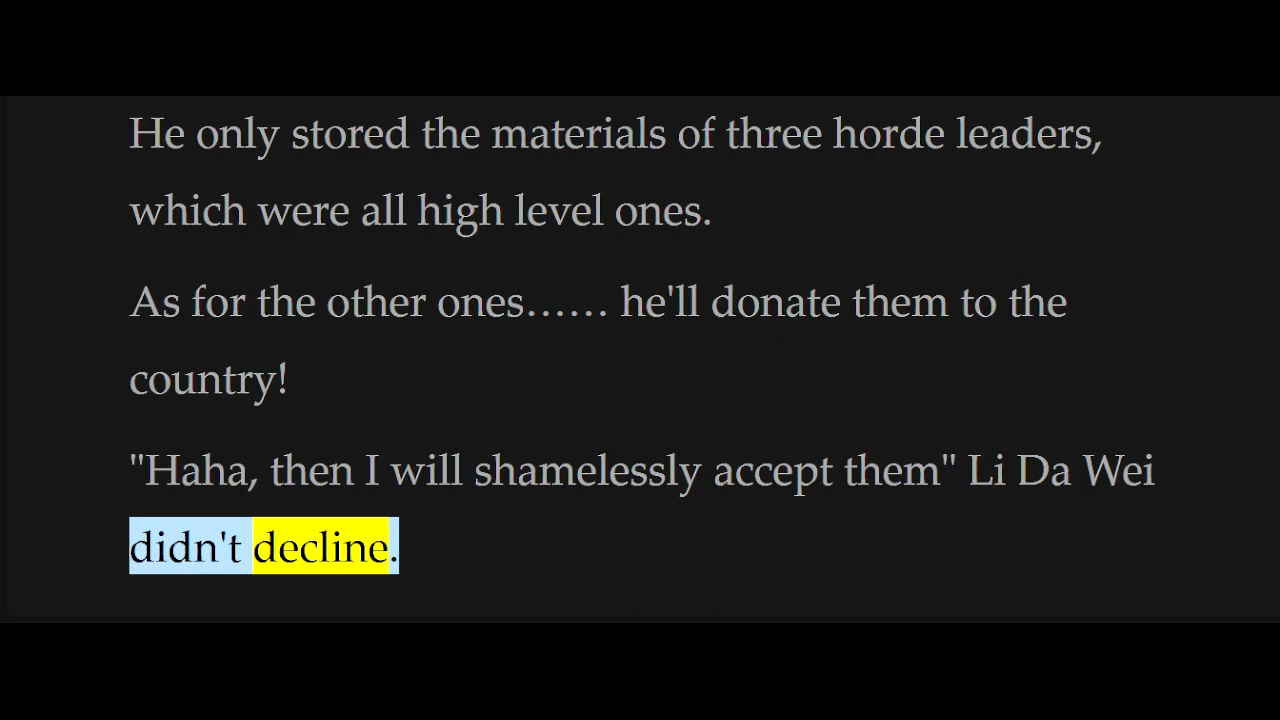 He only stored the materials of three horde leaders,
which were all high level ones.
As for the other ones…… he'll donate them to the
country!
"Haha, then I will shamelessly accept them" Li Da Wei
didn't decline.